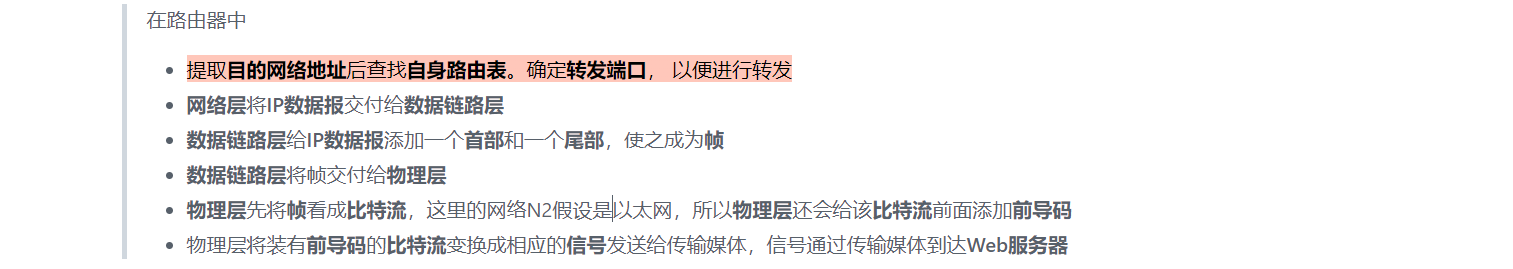 在路由器中
提取目的网络地址后查找自身路由表。确定转发端口， 以便进行转发
网络层将IP数据报交付给数据链路层
数据链路层给IP数据报添加一个首部和一个尾部，使之成为帧
数据链路层将帧交付给物理层
物理层先将帧看成比特流，这里的网络N2假设是以太网，所以物理层还会给该比特流前面添加前导码
物理层将装有前导码的比特流变换成相应的信号发送给传输媒体，信号通过传输媒体到达Web服务器